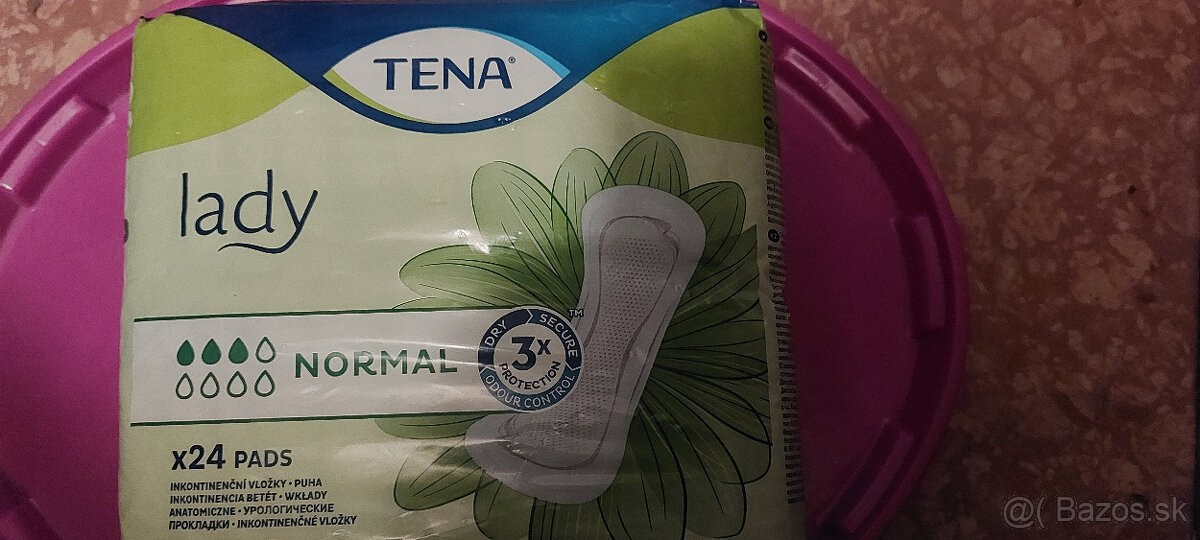 TENA®
lady
NORMAL
DRY SECURE ™
3x
PROTECTION
ODOUR CONTROL
x24 PADS
INKONTINENČNÍ VLOŽKY • PUHA
INKONTINENCIA BETÉT • WKŁADY
ANATOMICZNE • УРОЛОГИЧЕСКИЕ
ПРОКЛАДКИ • INKONTINENČNÉ VLOŽKY
@( Bazos.sk